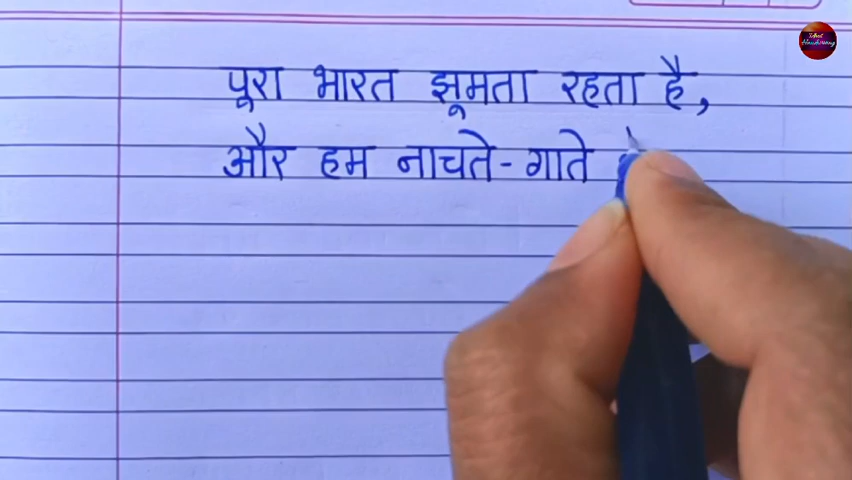 पूरा भारत झूमता रहता है,
और हम नाचते-गाते